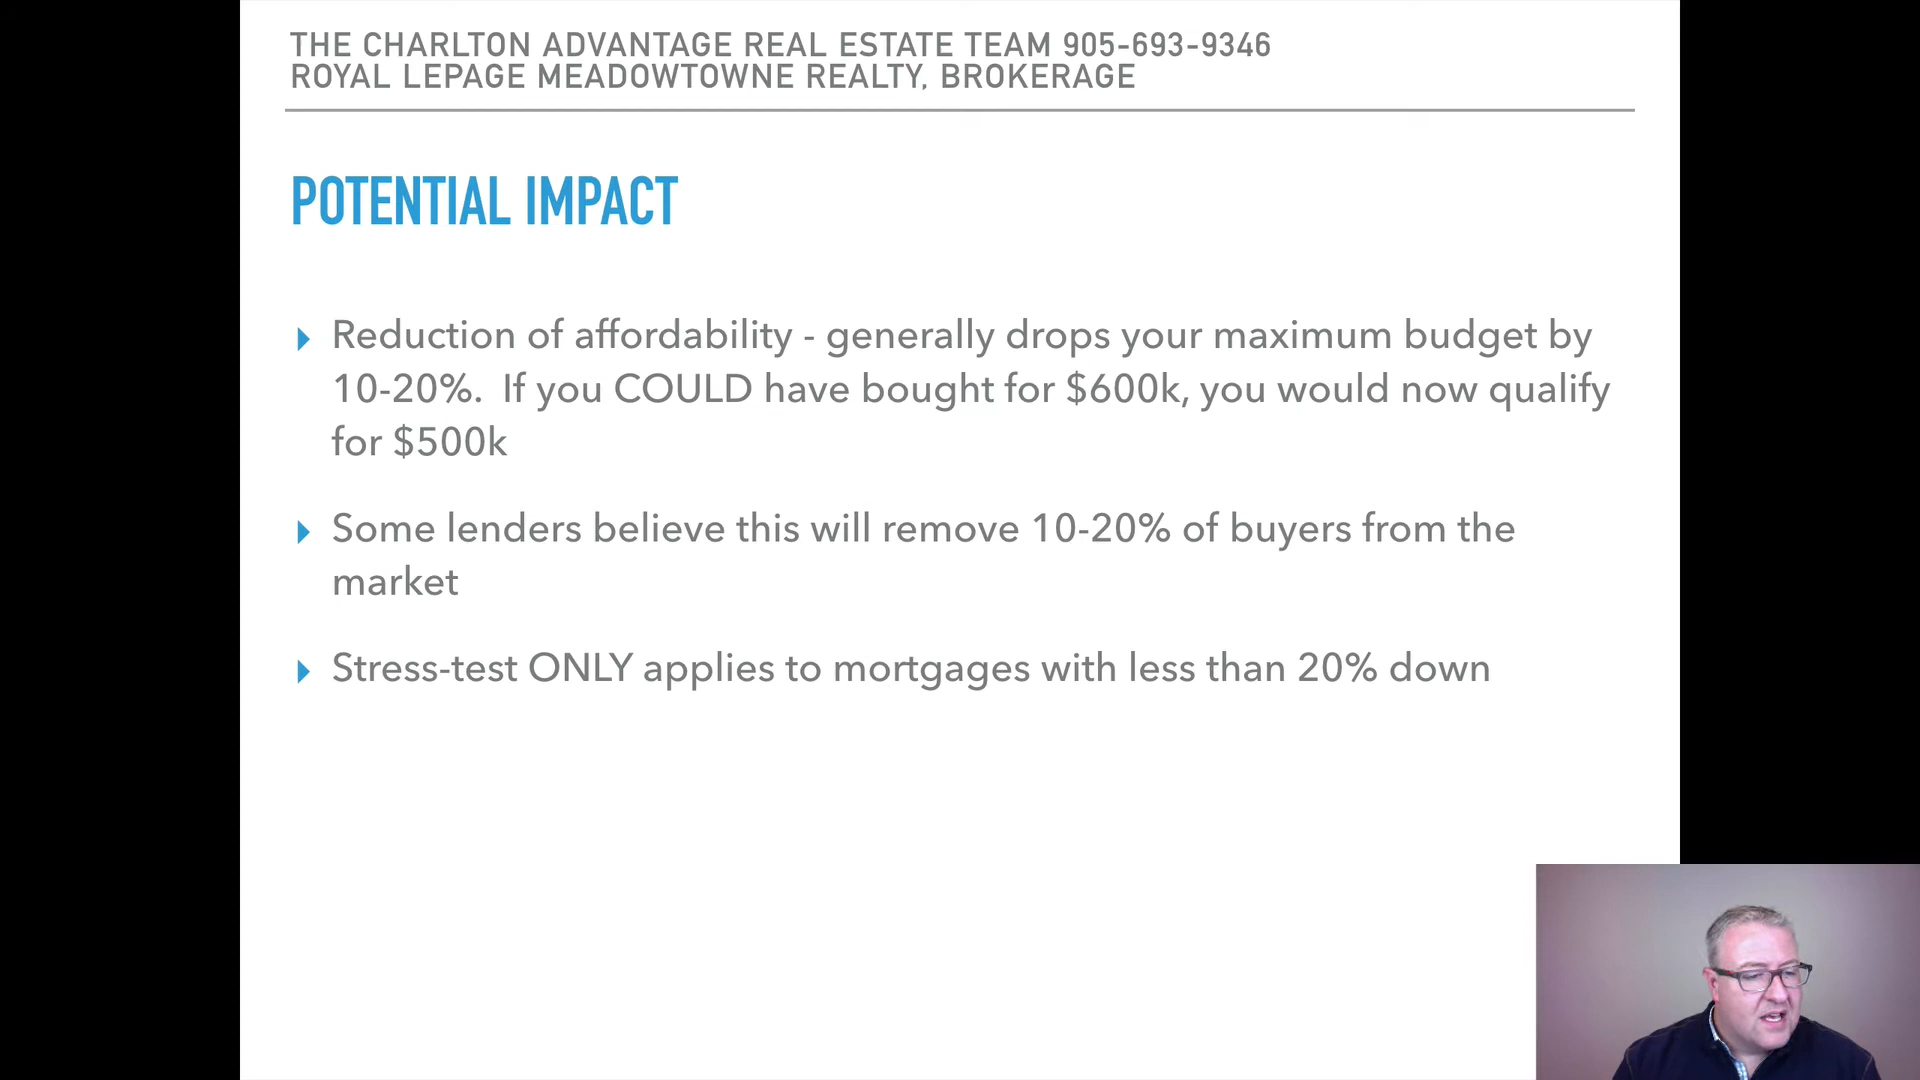 THE CHARLTON ADVANTAGE REAL ESTATE TEAM 905-693-9346
ROYAL LEPAGE MEADOWTOWNE REALTY, BROKERAGE
POTENTIAL IMPACT
Reduction of affordability - generally drops your maximum budget by
10-20%.  If you COULD have bought for $600k, you would now qualify
for $500k
Some lenders believe this will remove 10-20% of buyers from the
market
Stress-test ONLY applies to mortgages with less than 20% down